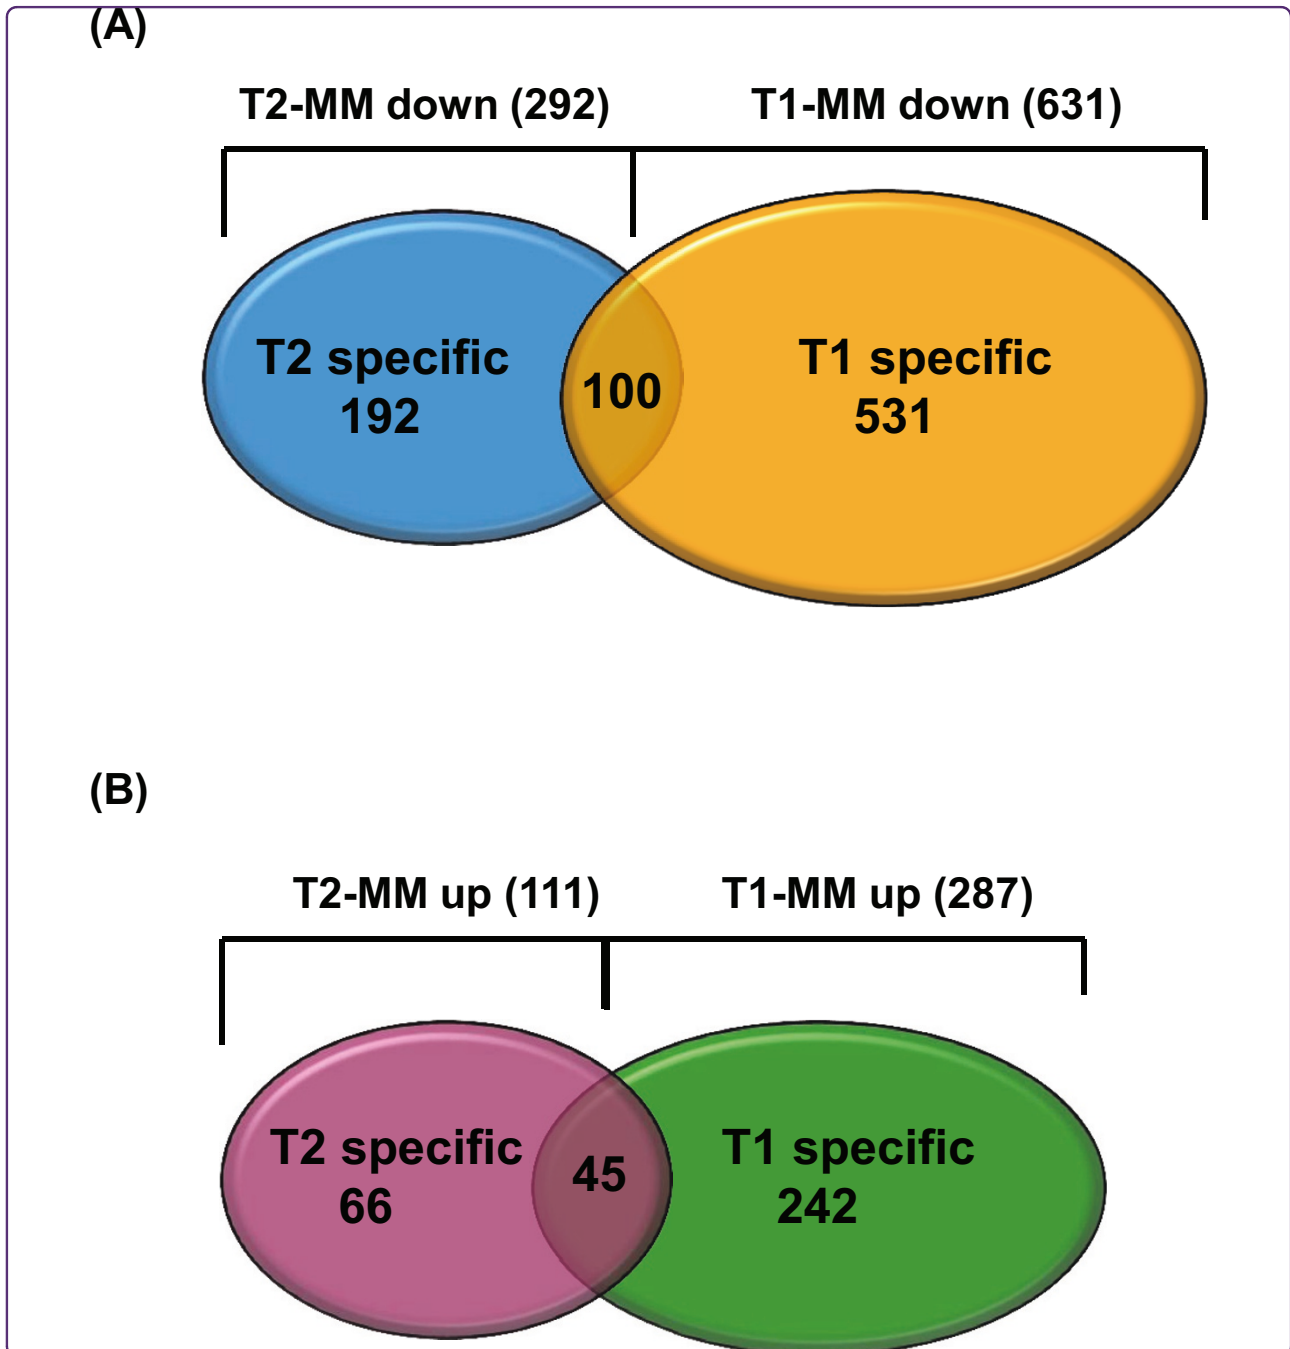 (A)
T2-MM down (292) T1-MM down (631)
T2 specific T1 specific
192 100 531
(B)
T2-MM up (111) T1-MM up (287)
T2 specific T1 specific
66 45 242